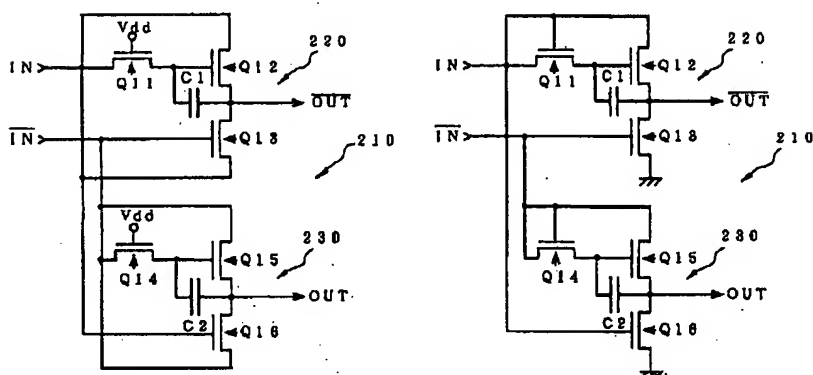 Vdd
IN
Q11
C1
Q12
220
OUT
IN
Q13
210
Vdd
Q14
C2
Q15
230
OUT
Q16
IN
Q11
C1
Q12
220
OUT
IN
Q13
210
Q14
C2
Q15
230
OUT
Q16